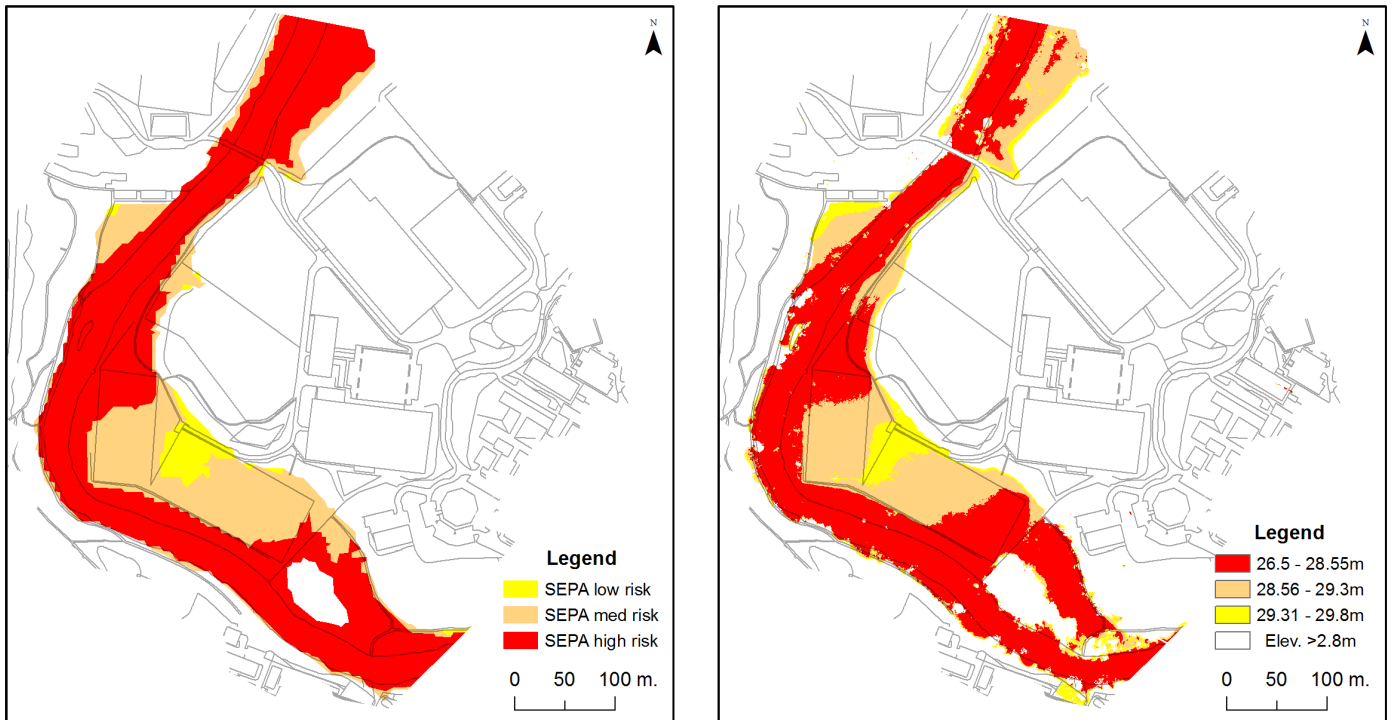 N
Legend
SEPA low risk
SEPA med risk
SEPA high risk
0 50 100 m.
N
Legend
26.5 - 28.55m
28.56 - 29.3m
29.31 - 29.8m
Elev. >2.8m
0 50 100 m.